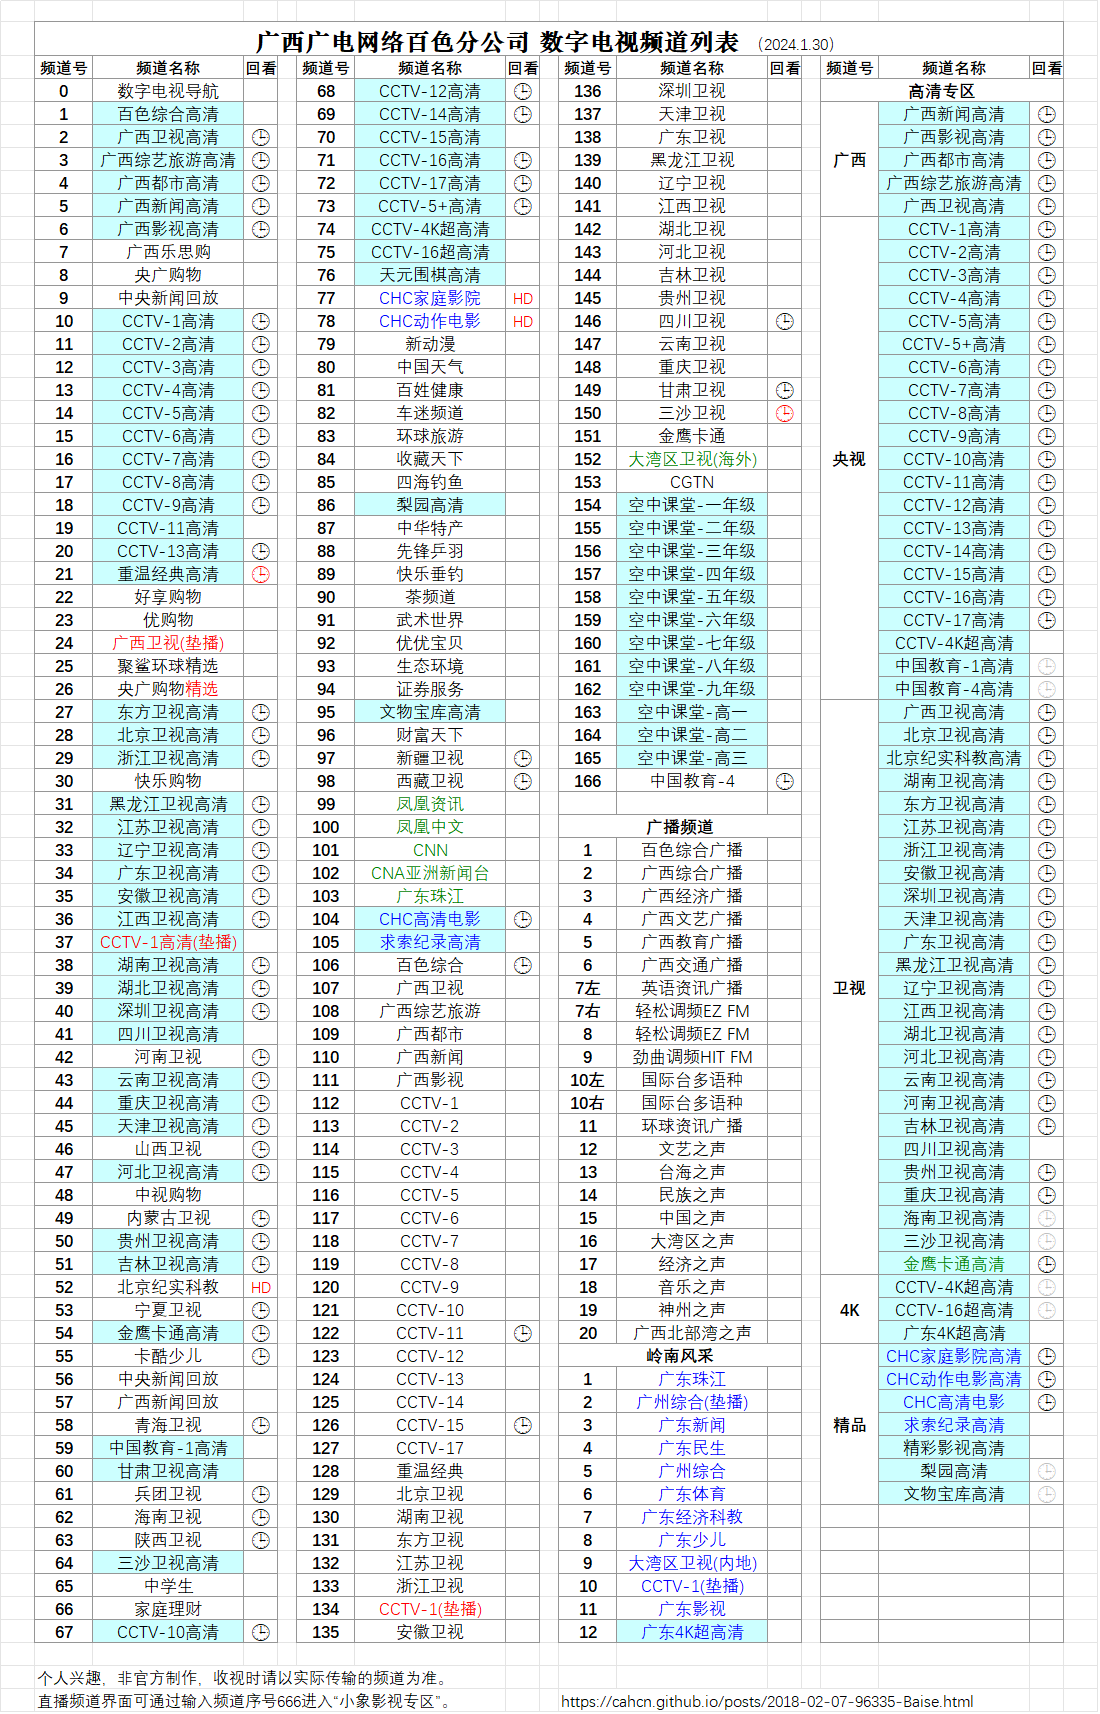 广西广电网络百色分公司 数字电视频道列表 （2024.1.30）
频道号 频道名称 回看
0 数字电视导航
1 百色综合高清
2 广西卫视高清
3 广西综艺旅游高清
4 广西都市高清
5 广西新闻高清
6 广西影视高清
7 广西乐思购
8 央广购物
9 中央新闻回放
10 CCTV-1高清
11 CCTV-2高清
12 CCTV-3高清
13 CCTV-4高清
14 CCTV-5高清
15 CCTV-6高清
16 CCTV-7高清
17 CCTV-8高清
18 CCTV-9高清
19 CCTV-11高清
20 CCTV-13高清
21 重温经典高清
22 好享购物
23 优购物
24 广西卫视(垫播)
25 聚鲨环球精选
26 央广购物精选
27 东方卫视高清
28 北京卫视高清
29 浙江卫视高清
30 快乐购物
31 黑龙江卫视高清
32 江苏卫视高清
33 辽宁卫视高清
34 广东卫视高清
35 安徽卫视高清
36 江西卫视高清
37 CCTV-1高清(垫播)
38 湖南卫视高清
39 湖北卫视高清
40 深圳卫视高清
41 四川卫视高清
42 河南卫视
43 云南卫视高清
44 重庆卫视高清
45 天津卫视高清
46 山西卫视
47 河北卫视高清
48 中视购物
49 内蒙古卫视
50 贵州卫视高清
51 吉林卫视高清
52 北京纪实科教 HD
53 宁夏卫视
54 金鹰卡通高清
55 卡酷少儿
56 中央新闻回放
57 广西新闻回放
58 青海卫视
59 中国教育-1高清
60 甘肃卫视高清
61 兵团卫视
62 海南卫视
63 陕西卫视
64 三沙卫视高清
65 中学生
66 家庭理财
67 CCTV-10高清
频道号 频道名称 回看
68 CCTV-12高清
69 CCTV-14高清
70 CCTV-15高清
71 CCTV-16高清
72 CCTV-17高清
73 CCTV-5+高清
74 CCTV-4K超高清
75 CCTV-16超高清
76 天元围棋高清
77 CHC家庭影院 HD
78 CHC动作电影 HD
79 新动漫
80 中国天气
81 百姓健康
82 车迷频道
83 环球旅游
84 收藏天下
85 四海钓鱼
86 梨园高清
87 中华特产
88 先锋乒羽
89 快乐垂钓
90 茶频道
91 武术世界
92 优优宝贝
93 生态环境
94 证券服务
95 文物宝库高清
96 财富天下
97 新疆卫视
98 西藏卫视
99 凤凰资讯
100 凤凰中文
101 CNN
102 CNA亚洲新闻台
103 广东珠江
104 CHC高清电影
105 求索纪录高清
106 百色综合
107 广西卫视
108 广西综艺旅游
109 广西都市
110 广西新闻
111 广西影视
112 CCTV-1
113 CCTV-2
114 CCTV-3
115 CCTV-4
116 CCTV-5
117 CCTV-6
118 CCTV-7
119 CCTV-8
120 CCTV-9
121 CCTV-10
122 CCTV-11
123 CCTV-12
124 CCTV-13
125 CCTV-14
126 CCTV-15
127 CCTV-17
128 重温经典
129 北京卫视
130 湖南卫视
131 东方卫视
132 江苏卫视
133 浙江卫视
134 CCTV-1(垫播)
135 安徽卫视
频道号 频道名称 回看
136 深圳卫视
137 天津卫视
138 广东卫视
139 黑龙江卫视
140 辽宁卫视
141 江西卫视
142 湖北卫视
143 河北卫视
144 吉林卫视
145 贵州卫视
146 四川卫视
147 云南卫视
148 重庆卫视
149 甘肃卫视
150 三沙卫视
151 金鹰卡通
152 大湾区卫视(海外)
153 CGTN
154 空中课堂-一年级
155 空中课堂-二年级
156 空中课堂-三年级
157 空中课堂-四年级
158 空中课堂-五年级
159 空中课堂-六年级
160 空中课堂-七年级
161 空中课堂-八年级
162 空中课堂-九年级
163 空中课堂-高一
164 空中课堂-高二
165 空中课堂-高三
166 中国教育-4
广播频道
1 百色综合广播
2 广西综合广播
3 广西经济广播
4 广西文艺广播
5 广西教育广播
6 广西交通广播
7左 英语资讯广播
7右 轻松调频EZ FM
8 轻松调频EZ FM
9 劲曲调频HIT FM
10左 国际台多语种
10右 国际台多语种
11 环球资讯广播
12 文艺之声
13 台海之声
14 民族之声
15 中国之声
16 大湾区之声
17 经济之声
18 音乐之声
19 神州之声
20 广西北部湾之声
岭南风采
1 广东珠江
2 广州综合(垫播)
3 广东新闻
4 广东民生
5 广州综合
6 广东体育
7 广东经济科教
8 广东少儿
9 大湾区卫视(内地)
10 CCTV-1(垫播)
11 广东影视
12 广东4K超高清
频道号 频道名称 回看
高清专区
广西
广西新闻高清
广西影视高清
广西都市高清
广西综艺旅游高清
广西卫视高清
央视
CCTV-1高清
CCTV-2高清
CCTV-3高清
CCTV-4高清
CCTV-5高清
CCTV-5+高清
CCTV-6高清
CCTV-7高清
CCTV-8高清
CCTV-9高清
CCTV-10高清
CCTV-11高清
CCTV-12高清
CCTV-13高清
CCTV-14高清
CCTV-15高清
CCTV-16高清
CCTV-17高清
CCTV-4K超高清
中国教育-1高清
中国教育-4高清
卫视
广西卫视高清
北京卫视高清
北京纪实科教高清
湖南卫视高清
东方卫视高清
江苏卫视高清
浙江卫视高清
安徽卫视高清
深圳卫视高清
天津卫视高清
广东卫视高清
黑龙江卫视高清
辽宁卫视高清
江西卫视高清
湖北卫视高清
河北卫视高清
云南卫视高清
河南卫视高清
吉林卫视高清
四川卫视高清
贵州卫视高清
重庆卫视高清
海南卫视高清
三沙卫视高清
金鹰卡通高清
4K
CCTV-4K超高清
CCTV-16超高清
广东4K超高清
精品
CHC家庭影院高清
CHC动作电影高清
CHC高清电影
求索纪录高清
精彩影视高清
梨园高清
文物宝库高清
个人兴趣，非官方制作，收视时请以实际传输的频道为准。
直播频道界面可通过输入频道序号666进入“小象影视专区”。
https://cahcn.github.io/posts/2018-02-07-96335-Baise.html